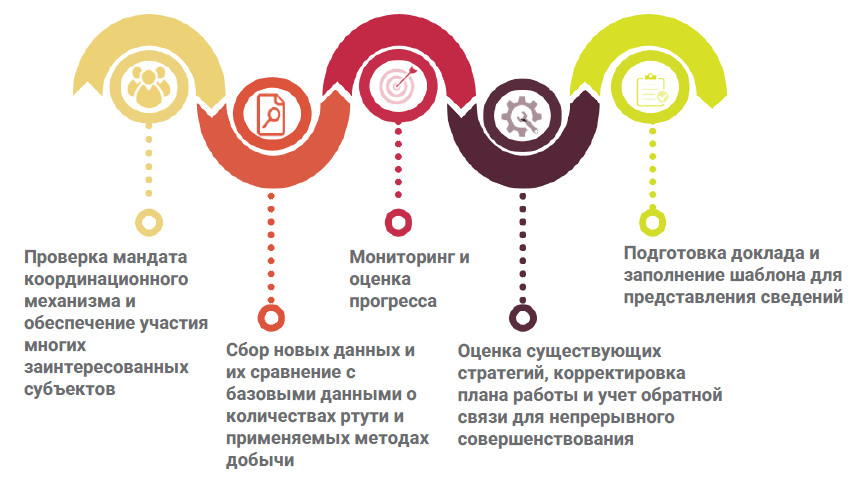 Проверка мандата
координационного
механизма и
обеспечение участия
многих
заинтересованных
субъектов
Сбор новых данных и
их сравнение с
базовыми данными о
количествах ртути и
применяемых методах
добычи
Мониторинг и
оценка
прогресса
Оценка существующих
стратегий, корректировка
плана работы и учет обратной
связи для непрерывного
совершенствования
Подготовка доклада и
заполнение шаблона для
представления сведений